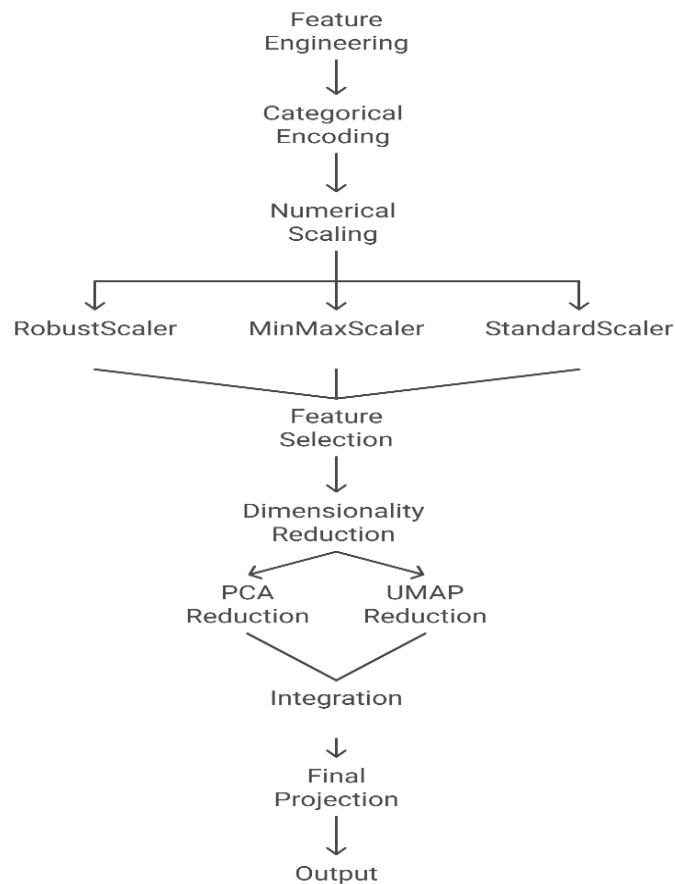 Feature
Engineering
Categorical
Encoding
Numerical
Scaling
RobustScaler
MinMaxScaler
StandardScaler
Feature
Selection
Dimensionality
Reduction
PCA
Reduction
UMAP
Reduction
Integration
Final
Projection
Output